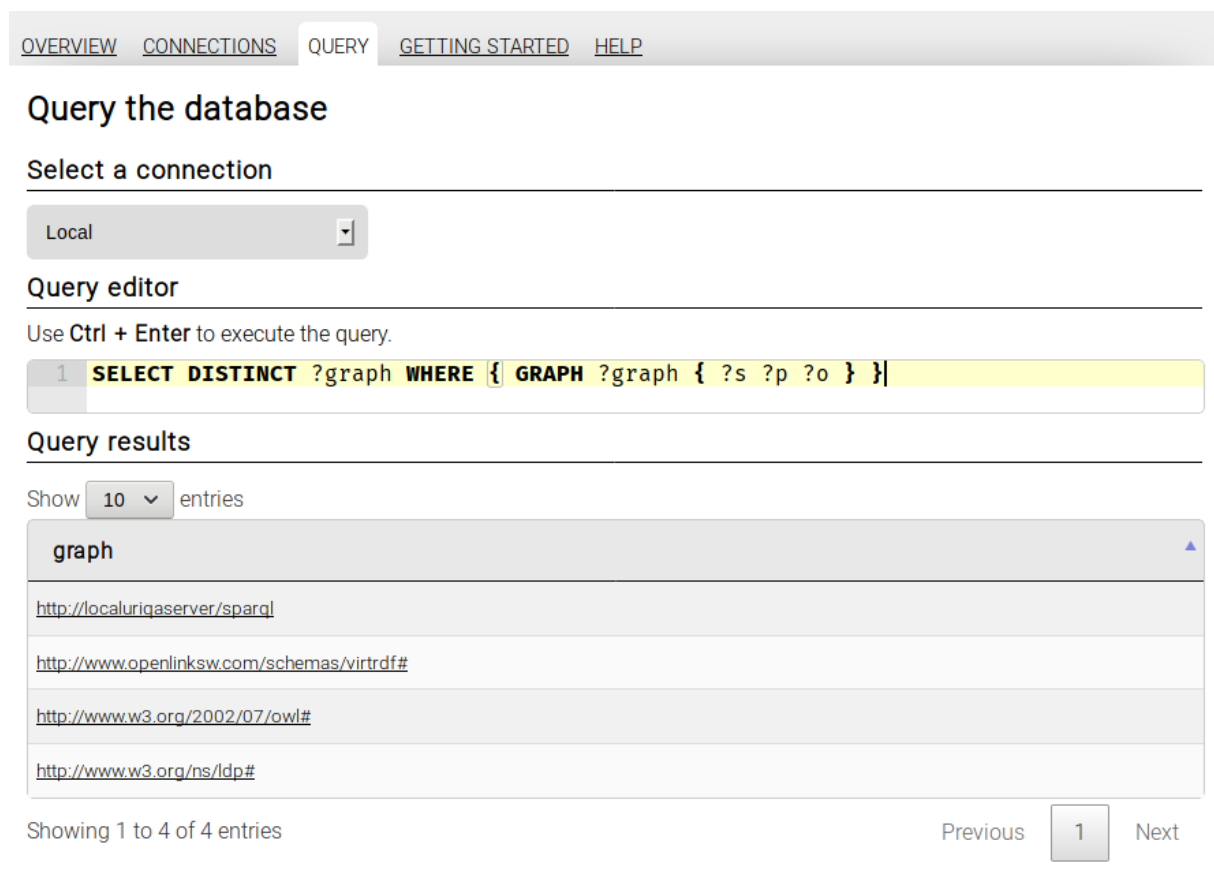 OVERVIEW CONNECTIONS QUERY GETTING STARTED HELP
Query the database
Select a connection
Local
Query editor
Use Ctrl + Enter to execute the query.
1 SELECT DISTINCT ?graph WHERE { GRAPH ?graph { ?s ?p ?o } }
Query results
Show 10 entries
graph
http://localuriqaserver/sparql
http://www.openlinksw.com/schemas/virtrdf#
http://www.w3.org/2002/07/owl#
http://www.w3.org/ns/ldp#
Showing 1 to 4 of 4 entries Previous 1 Next